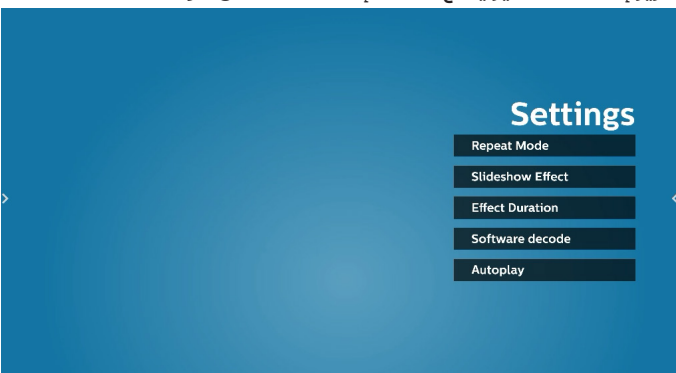 Settings
Repeat Mode
Slideshow Effect
Effect Duration
Software decode
Autoplay